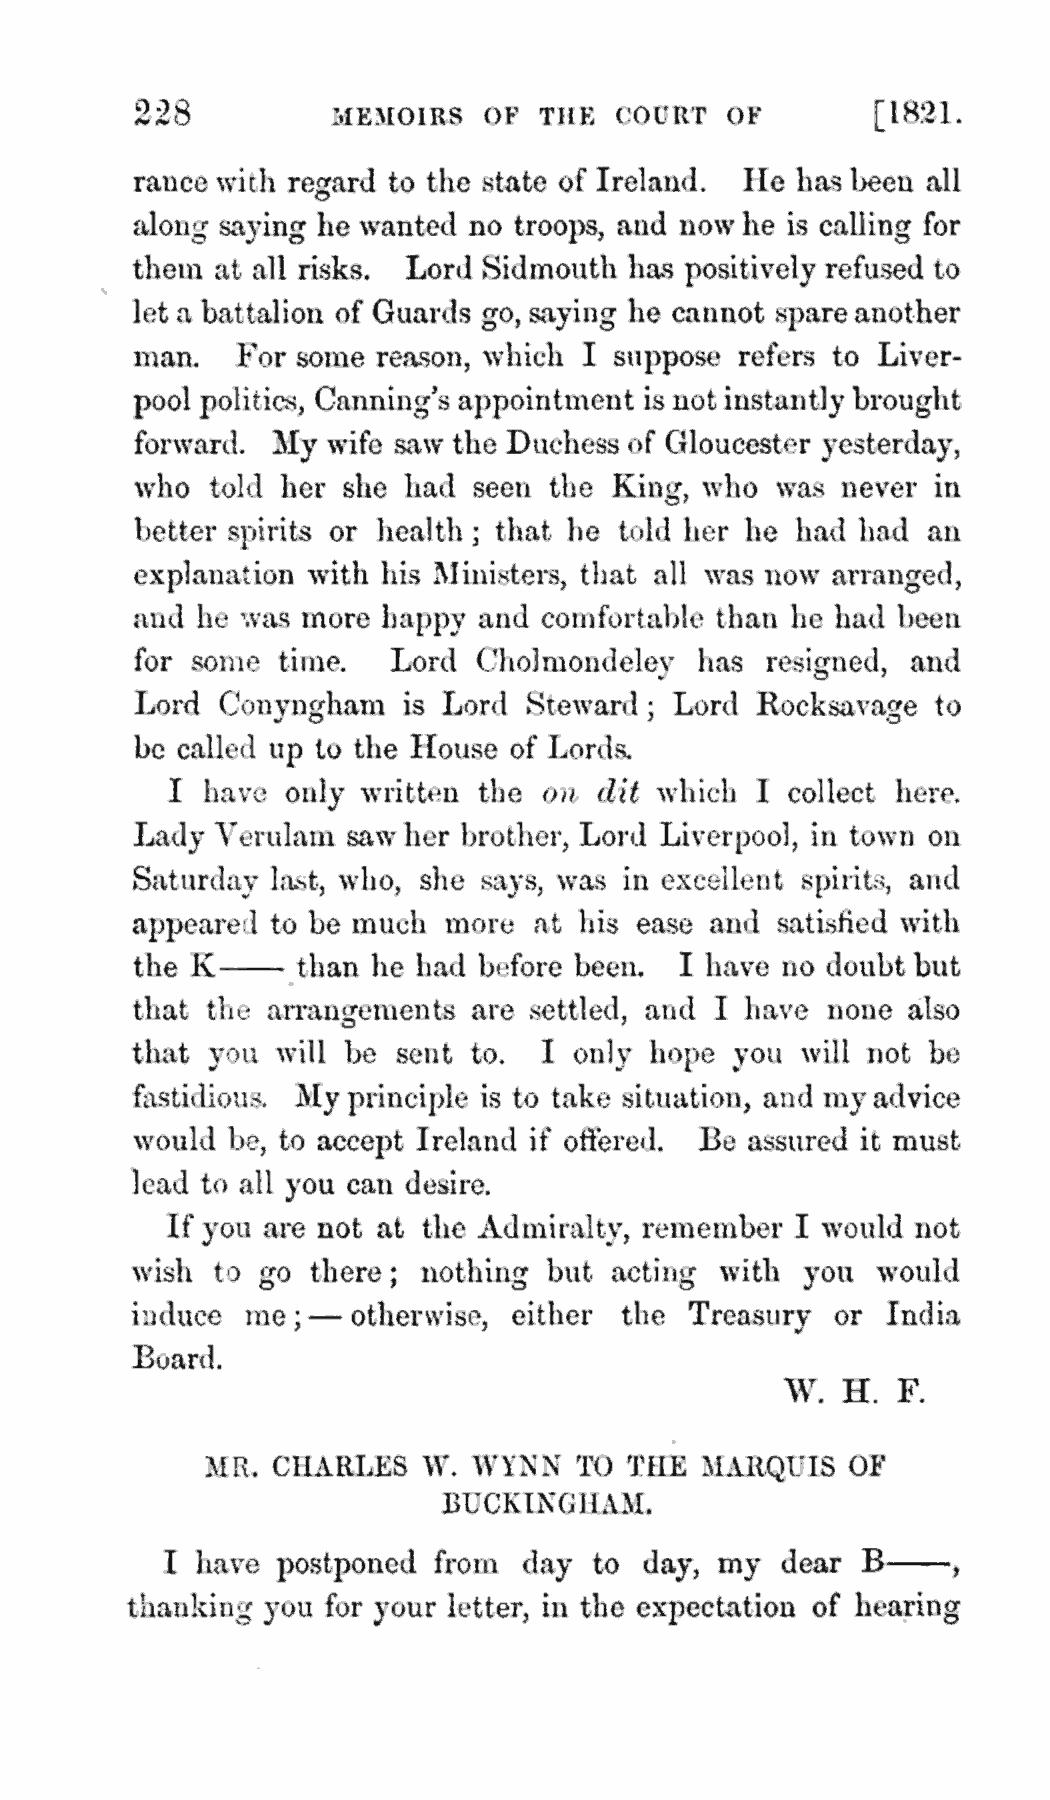 228 MEMOIRS OF THE COURT OF [1821.
rance with regard to the state of Ireland. He has been all
along saying he wanted no troops, and now he is calling for
them at all risks. Lord Sidmouth has positively refused to
let a battalion of Guards go, saying he cannot spare another
man. For some reason, which I suppose refers to Liver-
pool politics, Canning's appointment is not instantly brought
forward. My wife saw the Duchess of Gloucester yesterday,
who told her she had seen the King, who was never in
better spirits or health; that he told her he had had an
explanation with his Ministers, that all was now arranged,
and he was more happy and comfortable than he had been
for some time. Lord Cholmondeley has resigned, and
Lord Conyngham is Lord Steward; Lord Rocksavage to
be called up to the House of Lords.
I have only written the on dit which I collect here.
Lady Verulam saw her brother, Lord Liverpool, in town on
Saturday last, who, she says, was in excellent spirits, and
appeared to be much more at his ease and satisfied with
the K—— than he had before been. I have no doubt but
that the arrangements are settled, and I have none also
that you will be sent to. I only hope you will not be
fastidious. My principle is to take situation, and my advice
would be, to accept Ireland if offered. Be assured it must
lead to all you can desire.
If you are not at the Admiralty, remember I would not
wish to go there; nothing but acting with you would
induce me;—otherwise, either the Treasury or India
Board.
W. H. F.
MR. CHARLES W. WYNN TO THE MARQUIS OF
BUCKINGHAM.
I have postponed from day to day, my dear B——,
thanking you for your letter, in the expectation of hearing